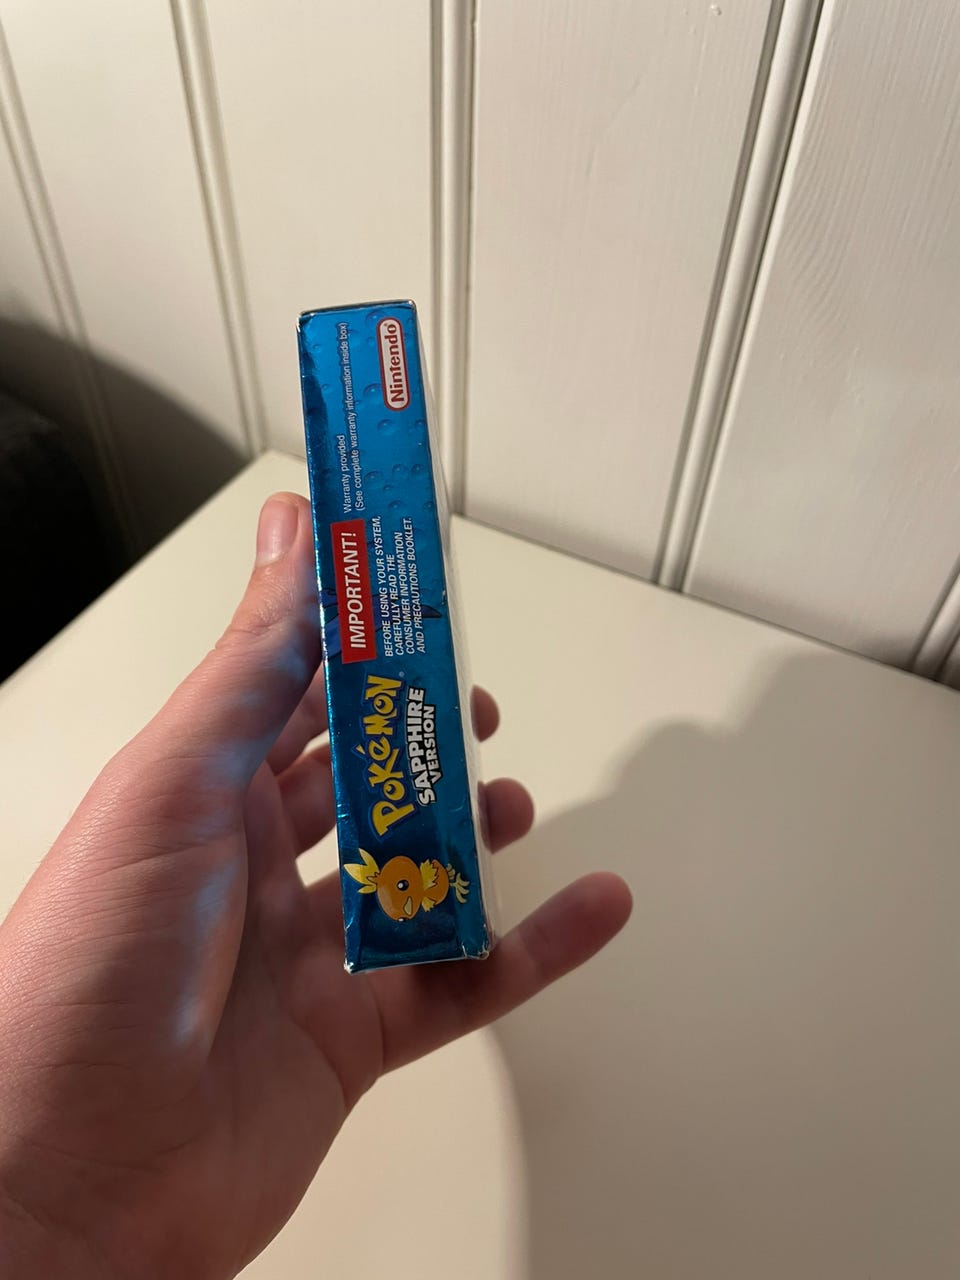 POKéMON®
SAPPHIRE
VERSION
IMPORTANT!
BEFORE USING YOUR SYSTEM,
CAREFULLY READ THE
CONSUMER INFORMATION
AND PRECAUTIONS BOOKLET.
Warranty provided
(See complete warranty information inside box)
Nintendo®